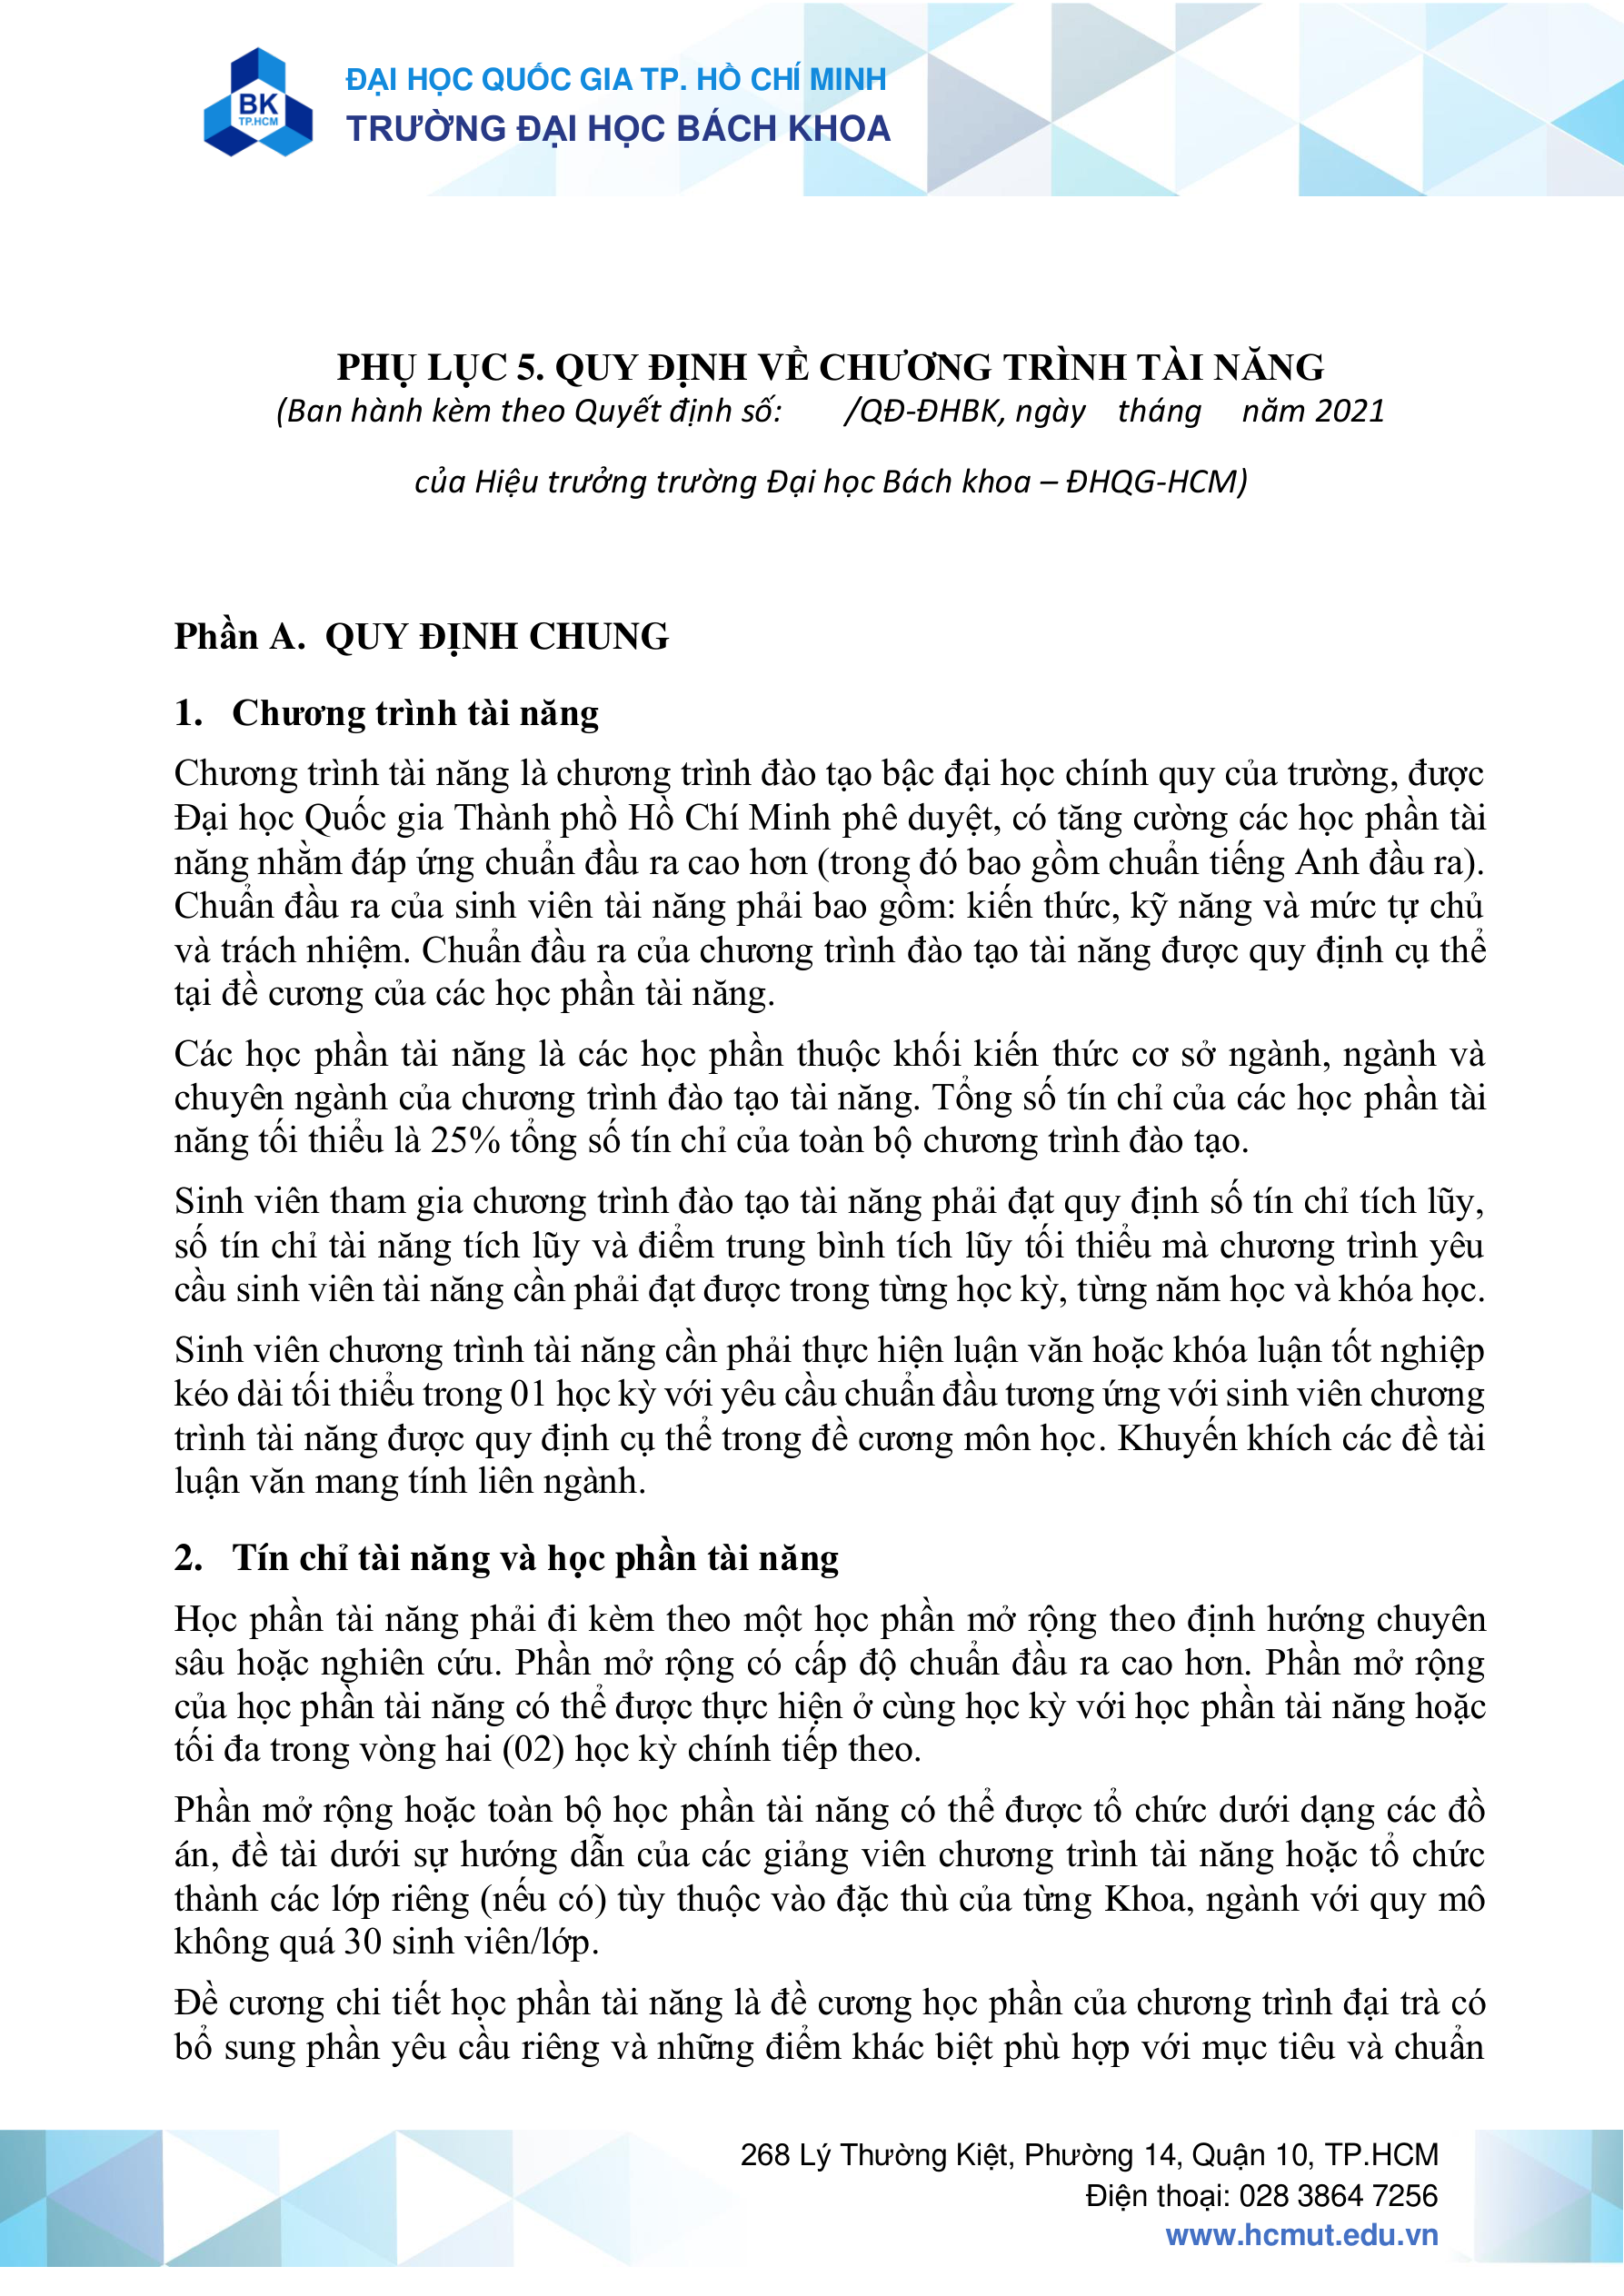 BK
TP.HCM
ĐẠI HỌC QUỐC GIA TP. HỒ CHÍ MINH
TRƯỜNG ĐẠI HỌC BÁCH KHOA
PHỤ LỤC 5. QUY ĐỊNH VỀ CHƯƠNG TRÌNH TÀI NĂNG
(Ban hành kèm theo Quyết định số: /QĐ-ĐHBK, ngày tháng năm 2021
của Hiệu trưởng trường Đại học Bách khoa – ĐHQG-HCM)
Phần A. QUY ĐỊNH CHUNG
1. Chương trình tài năng
Chương trình tài năng là chương trình đào tạo bậc đại học chính quy của trường, được
Đại học Quốc gia Thành phồ Hồ Chí Minh phê duyệt, có tăng cường các học phần tài
năng nhằm đáp ứng chuẩn đầu ra cao hơn (trong đó bao gồm chuẩn tiếng Anh đầu ra).
Chuẩn đầu ra của sinh viên tài năng phải bao gồm: kiến thức, kỹ năng và mức tự chủ
và trách nhiệm. Chuẩn đầu ra của chương trình đào tạo tài năng được quy định cụ thể
tại đề cương của các học phần tài năng.
Các học phần tài năng là các học phần thuộc khối kiến thức cơ sở ngành, ngành và
chuyên ngành của chương trình đào tạo tài năng. Tổng số tín chỉ của các học phần tài
năng tối thiểu là 25% tổng số tín chỉ của toàn bộ chương trình đào tạo.
Sinh viên tham gia chương trình đào tạo tài năng phải đạt quy định số tín chỉ tích lũy,
số tín chỉ tài năng tích lũy và điểm trung bình tích lũy tối thiểu mà chương trình yêu
cầu sinh viên tài năng cần phải đạt được trong từng học kỳ, từng năm học và khóa học.
Sinh viên chương trình tài năng cần phải thực hiện luận văn hoặc khóa luận tốt nghiệp
kéo dài tối thiểu trong 01 học kỳ với yêu cầu chuẩn đầu tương ứng với sinh viên chương
trình tài năng được quy định cụ thể trong đề cương môn học. Khuyến khích các đề tài
luận văn mang tính liên ngành.
2. Tín chỉ tài năng và học phần tài năng
Học phần tài năng phải đi kèm theo một học phần mở rộng theo định hướng chuyên
sâu hoặc nghiên cứu. Phần mở rộng có cấp độ chuẩn đầu ra cao hơn. Phần mở rộng
của học phần tài năng có thể được thực hiện ở cùng học kỳ với học phần tài năng hoặc
tối đa trong vòng hai (02) học kỳ chính tiếp theo.
Phần mở rộng hoặc toàn bộ học phần tài năng có thể được tổ chức dưới dạng các đồ
án, đề tài dưới sự hướng dẫn của các giảng viên chương trình tài năng hoặc tổ chức
thành các lớp riêng (nếu có) tùy thuộc vào đặc thù của từng Khoa, ngành với quy mô
không quá 30 sinh viên/lớp.
Đề cương chi tiết học phần tài năng là đề cương học phần của chương trình đại trà có
bổ sung phần yêu cầu riêng và những điểm khác biệt phù hợp với mục tiêu và chuẩn
268 Lý Thường Kiệt, Phường 14, Quận 10, TP.HCM
Điện thoại: 028 3864 7256
www.hcmut.edu.vn